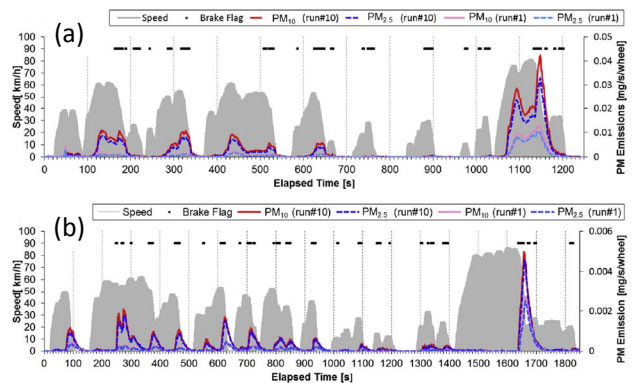 Speed Brake Flag PM10 (run#10) PM2.5 (run#10) PM10 (run#1) PM2.5 (run#1)
(a)
Speed[ km/h]
100
90
80
70
60
50
40
30
20
10
0
0 100 200 300 400 500 600 700 800 900 1000 1100 1200
Elapsed Time [s]
0.05
0.04
0.03
0.02
0.01
0
PM Emissions [mg/s/wheel]
Speed Brake Flag PM10 (run#10) PM2.5 (run#10) PM10 (run#1) PM2.5 (run#1)
(b)
Speed[ km/h]
100
90
80
70
60
50
40
30
20
10
0
0 100 200 300 400 500 600 700 800 900 1000 1100 1200 1300 1400 1500 1600 1700 1800
Elapsed Time [s]
0.006
0.004
0.002
0
PM Emission [mg/s/wheel]